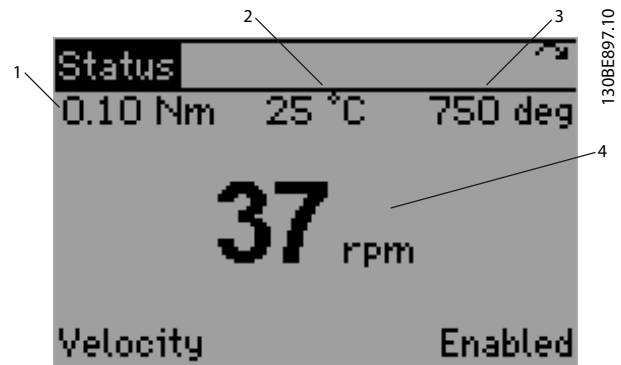 2
3
130BE897.10
1
Status
0.10 Nm 25 °C 750 deg
4
37 rpm
Velocity Enabled